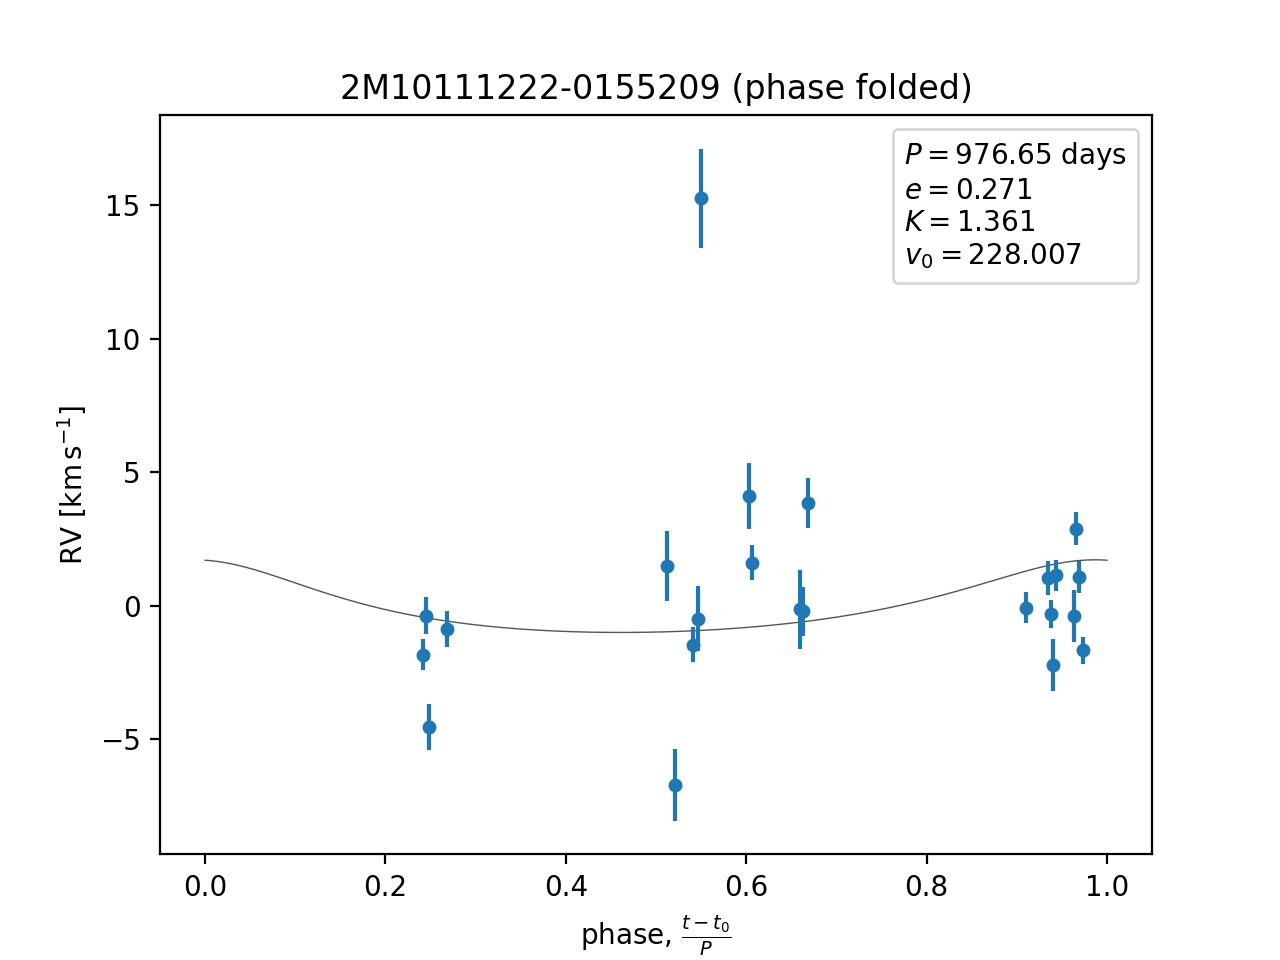 2M10111222-0155209 (phase folded)
P = 976.65 days
e = 0.271
K = 1.361
v₀ = 228.007
15
10
5
0
−5
RV [km s⁻¹]
0.0 0.2 0.4 0.6 0.8 1.0
phase, (t − t₀)/P